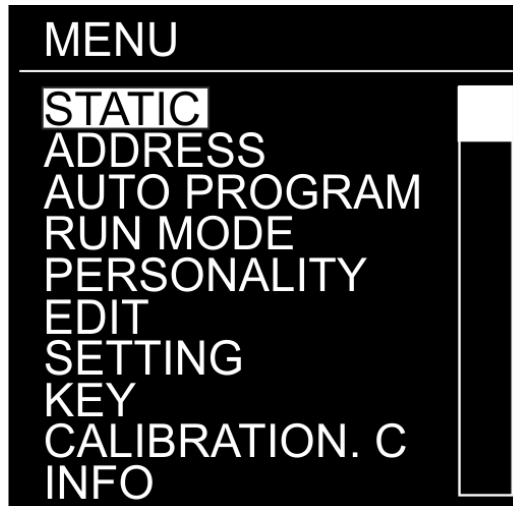 MENU
STATIC
ADDRESS
AUTO PROGRAM
RUN MODE
PERSONALITY
EDIT
SETTING
KEY
CALIBRATION. C
INFO